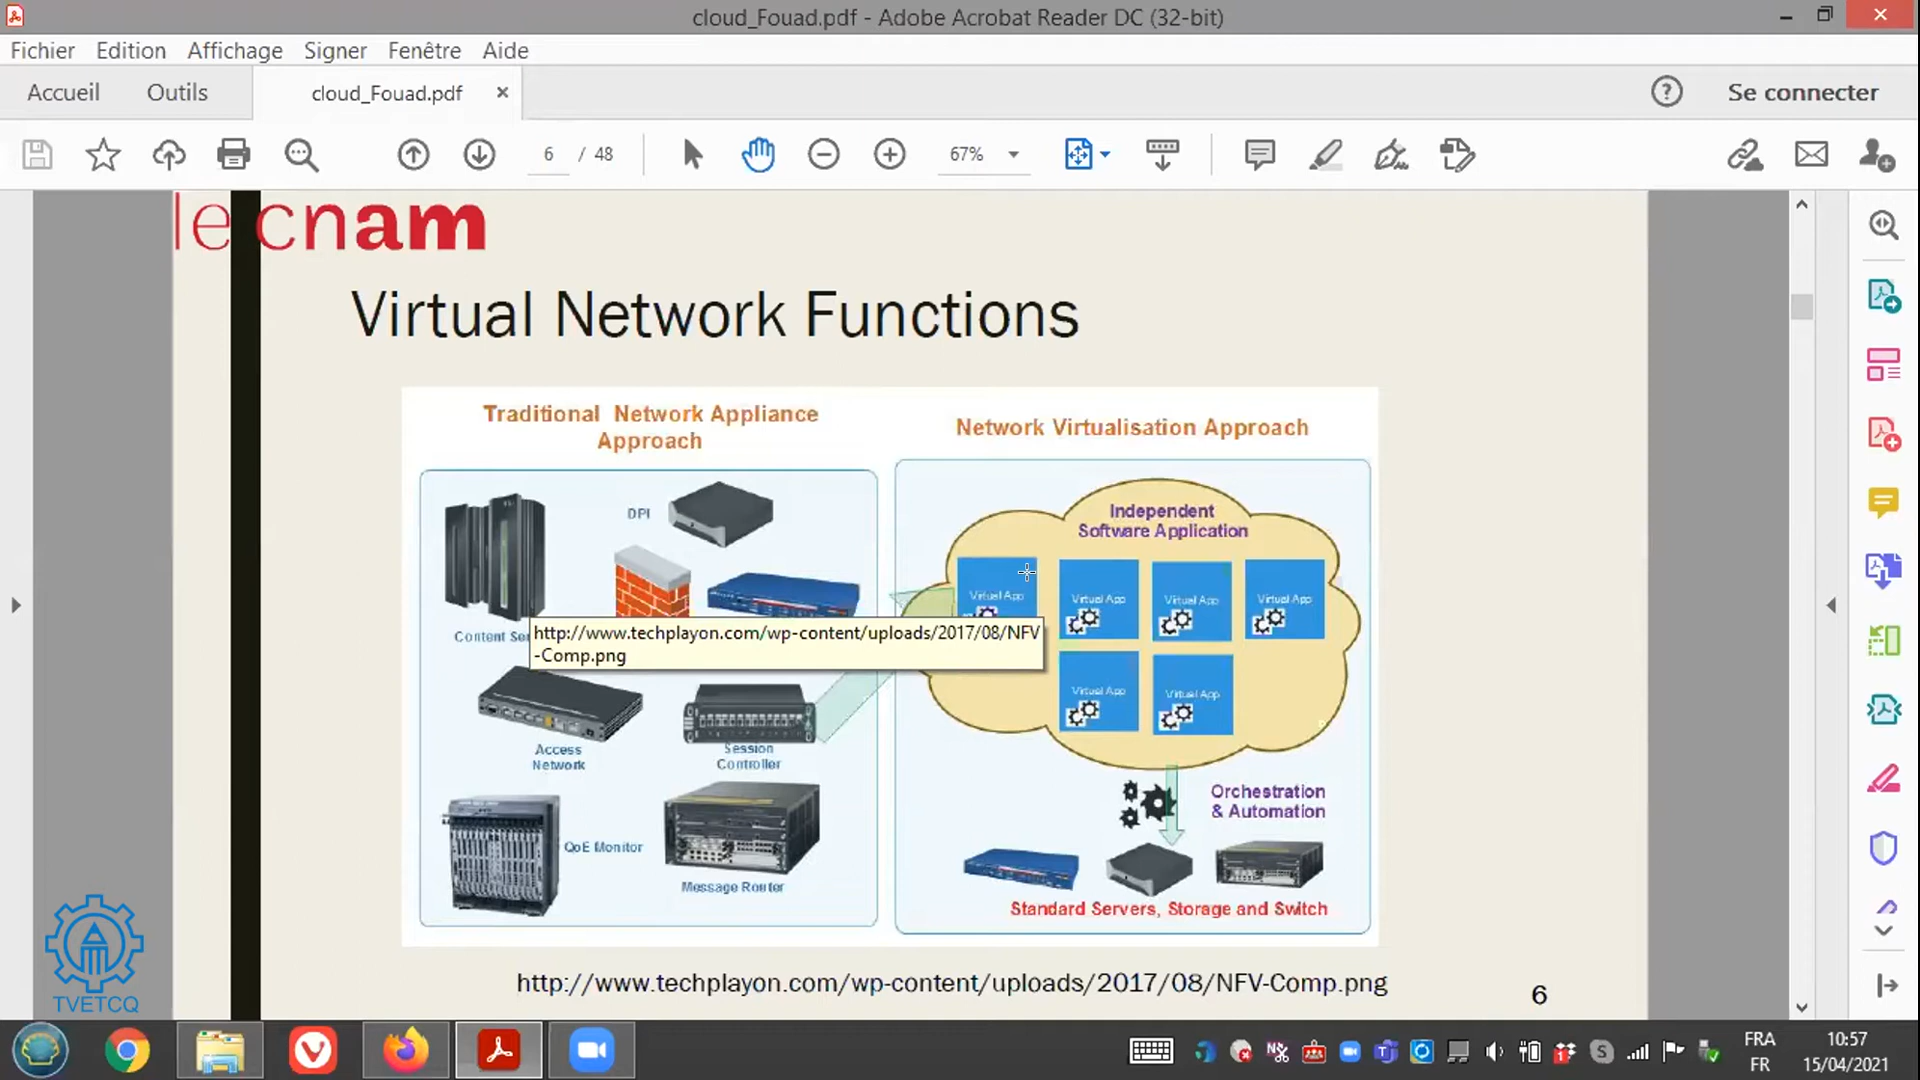 cloud_Fouad.pdf - Adobe Acrobat Reader DC (32-bit)
Fichier Edition Affichage Signer Fenêtre Aide
Accueil Outils cloud_Fouad.pdf Se connecter
6 / 48 67%
le cnam
Virtual Network Functions
Traditional Network Appliance
Approach
Network Virtualisation Approach
DPI
Independent
Software Application
Virtual App
Virtual App
Virtual App
Virtual App
Content Se
http://www.techplayon.com/wp-content/uploads/2017/08/NFV
-Comp.png
Virtual App
Virtual App
Access
Network
Session
Controller
Orchestration
& Automation
QoE Monitor
Message Router
Standard Servers, Storage and Switch
http://www.techplayon.com/wp-content/uploads/2017/08/NFV-Comp.png
6
TVETCQ
FRA
FR
10:57
15/04/2021